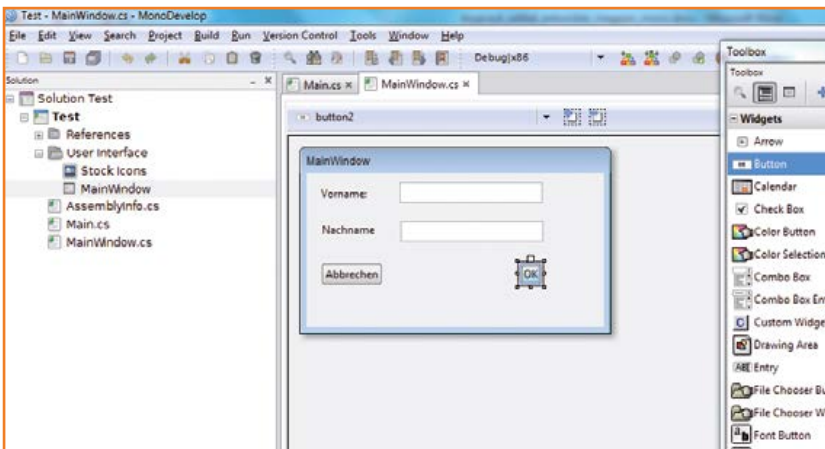 Test - MainWindow.cs - MonoDevelop
File Edit View Search Project Build Run Version Control Tools Window Help
Debug|x86
Solution
Solution Test
Test
References
User Interface
Stock Icons
MainWindow
AssemblyInfo.cs
Main.cs
MainWindow.cs
Main.cs MainWindow.cs
button2
MainWindow
Vorname:
Nachname
Abbrechen
OK
Toolbox
Toolbox
Widgets
Arrow
Button
Calendar
Check Box
Color Button
Color Selection
Combo Box
Combo Box En
Custom Widge
Drawing Area
ABE Entry
File Chooser Bu
File Chooser W
Font Button